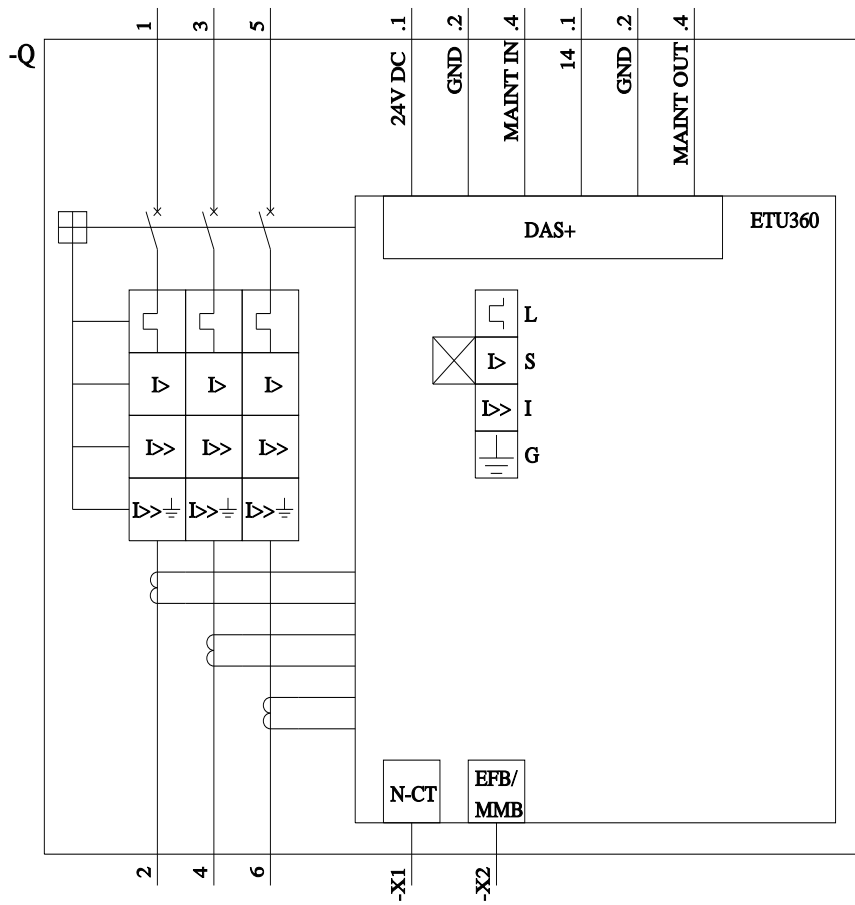 1
3
5
.1
.2
.4
.1
.2
.4
-Q
24V DC
GND
MAINT IN
14
GND
MAINT OUT
DAS+
ETU360
L
I> I> I>
I> S
I>> I>> I>>
I>> I
G
I>> I>> I>>
N-CT
EFB/
MMB
2
4
6
-X1
-X2